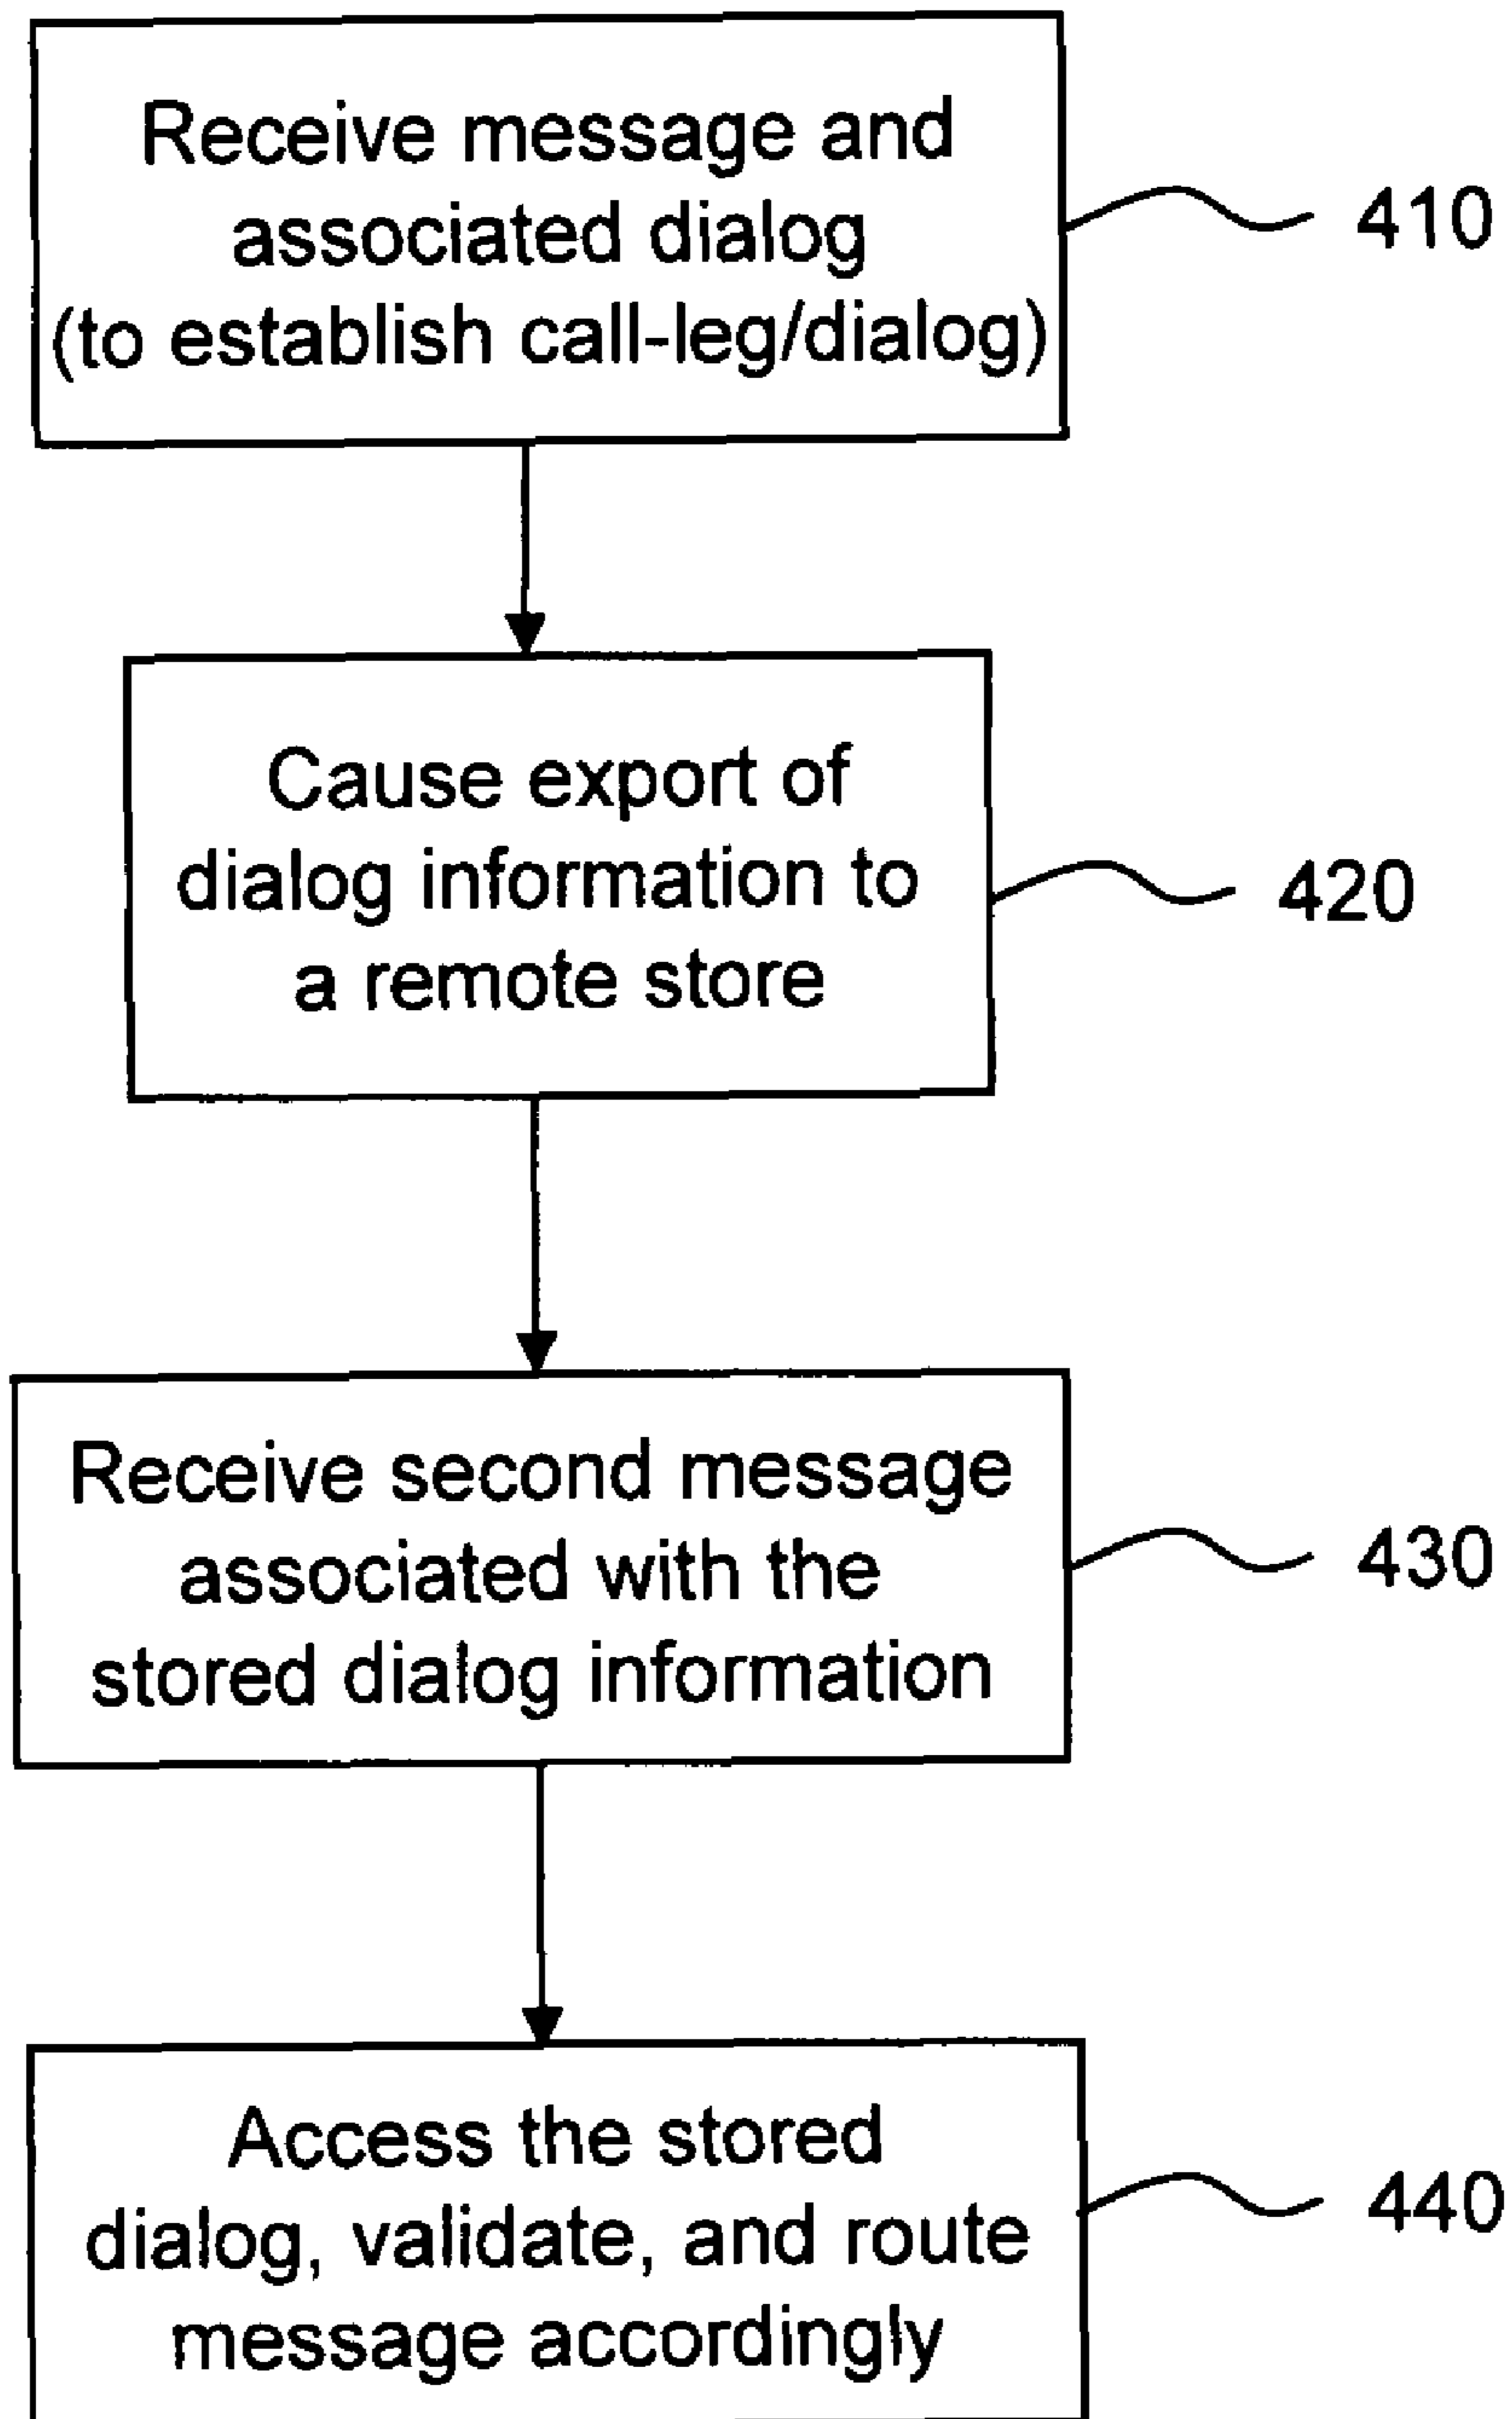 Receive message and
associated dialog
(to establish call-leg/dialog)
410
Cause export of
dialog information to
a remote store
420
Receive second message
associated with the
stored dialog information
430
Access the stored
dialog, validate, and route
message accordingly
440